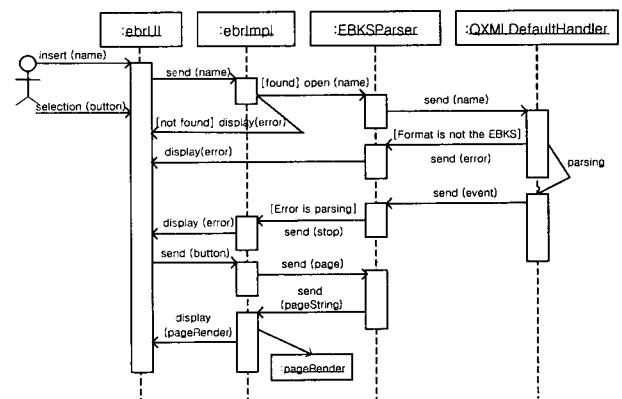 :ebrUI :ebrImpl :EBKSParser :QXMLDefaultHandler
insert (name)
send (name)
[found] open (name)
send (name)
selection (button)
[not found] display(error)
[Format is not the EBKS]
display(error)
send (error)
parsing
send (event)
[Error is parsing]
display (error)
send (stop)
send (button)
send (page)
send
(pageString)
display
(pageRender)
:pageRender